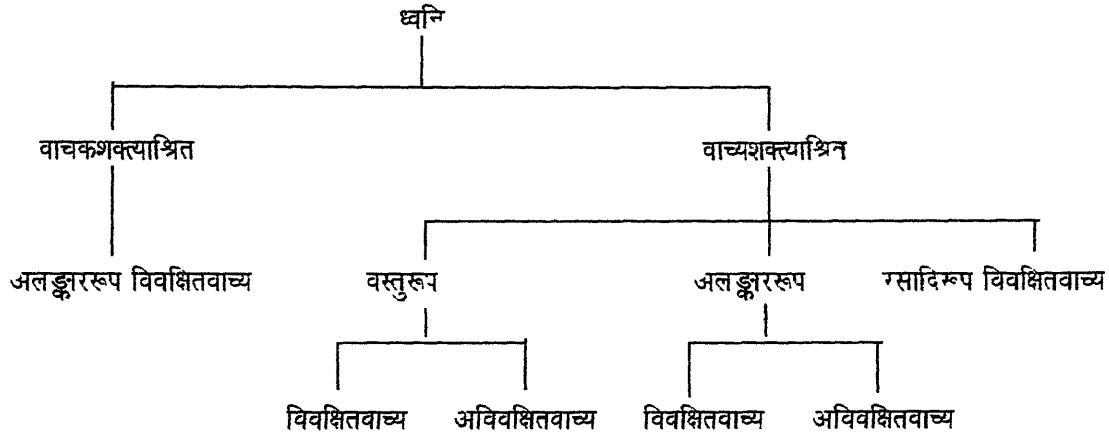 ध्वनि
वाचकशक्त्याश्रित वाच्यशक्त्याश्रित
अलङ्काररूप विवक्षितवाच्य वस्तुरूप अलङ्काररूप रसादिरूप विवक्षितवाच्य
विवक्षितवाच्य अविवक्षितवाच्य विवक्षितवाच्य अविवक्षितवाच्य